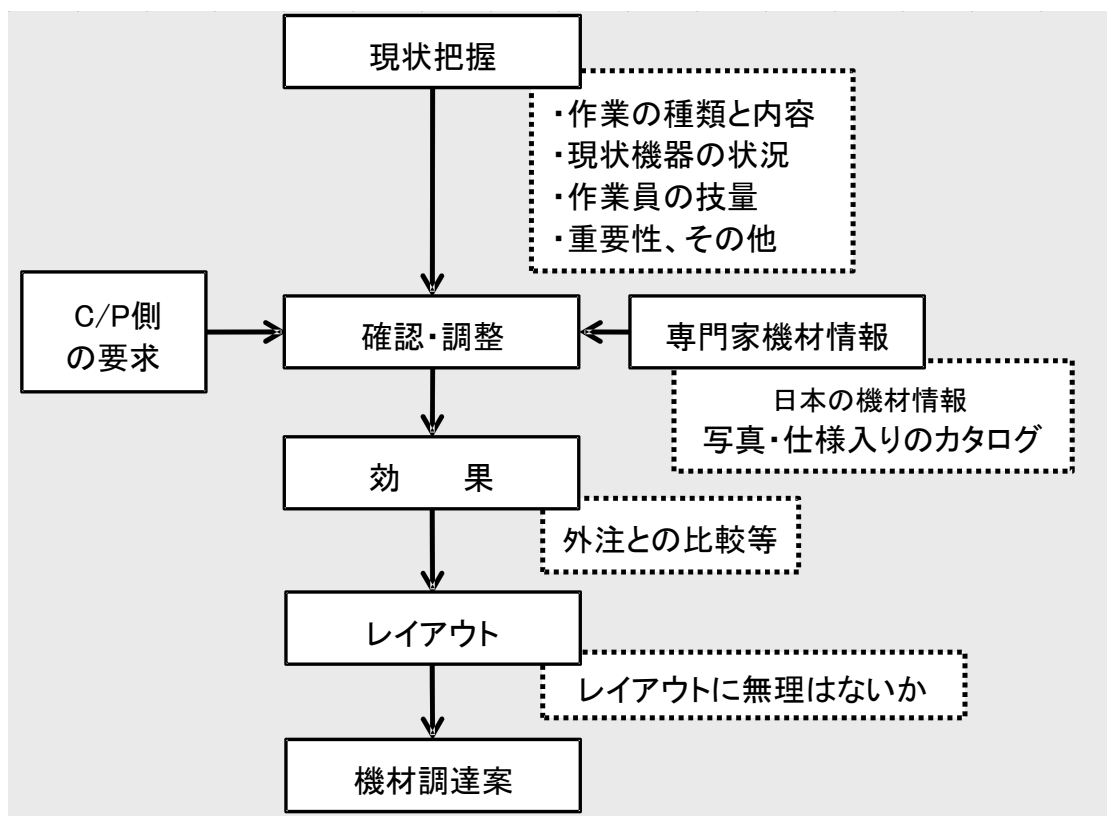 現状把握
・作業の種類と内容
・現状機器の状況
・作業員の技量
・重要性、その他
C/P側
の要求
確認・調整
専門家機材情報
日本の機材情報
写真・仕様入りのカタログ
効　　果
外注との比較等
レイアウト
レイアウトに無理はないか
機材調達案